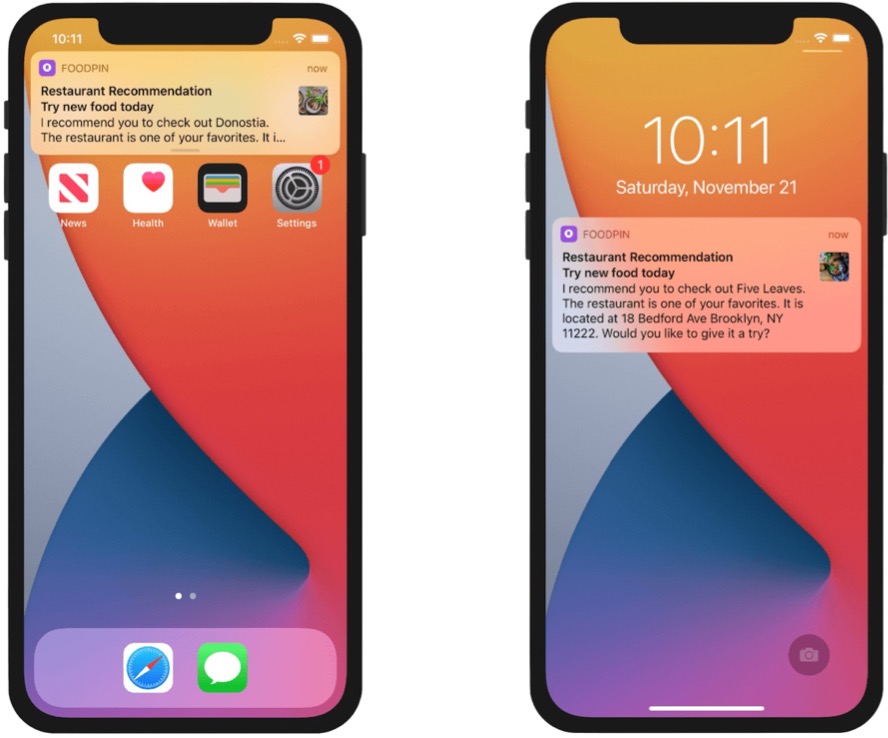 10:11
FOODPIN now
Restaurant Recommendation
Try new food today
I recommend you to check out Donostia.
The restaurant is one of your favorites. It i...
1
News Health Wallet Settings
10:11
Saturday, November 21
FOODPIN now
Restaurant Recommendation
Try new food today
I recommend you to check out Five Leaves.
The restaurant is one of your favorites. It is
located at 18 Bedford Ave Brooklyn, NY
11222. Would you like to give it a try?